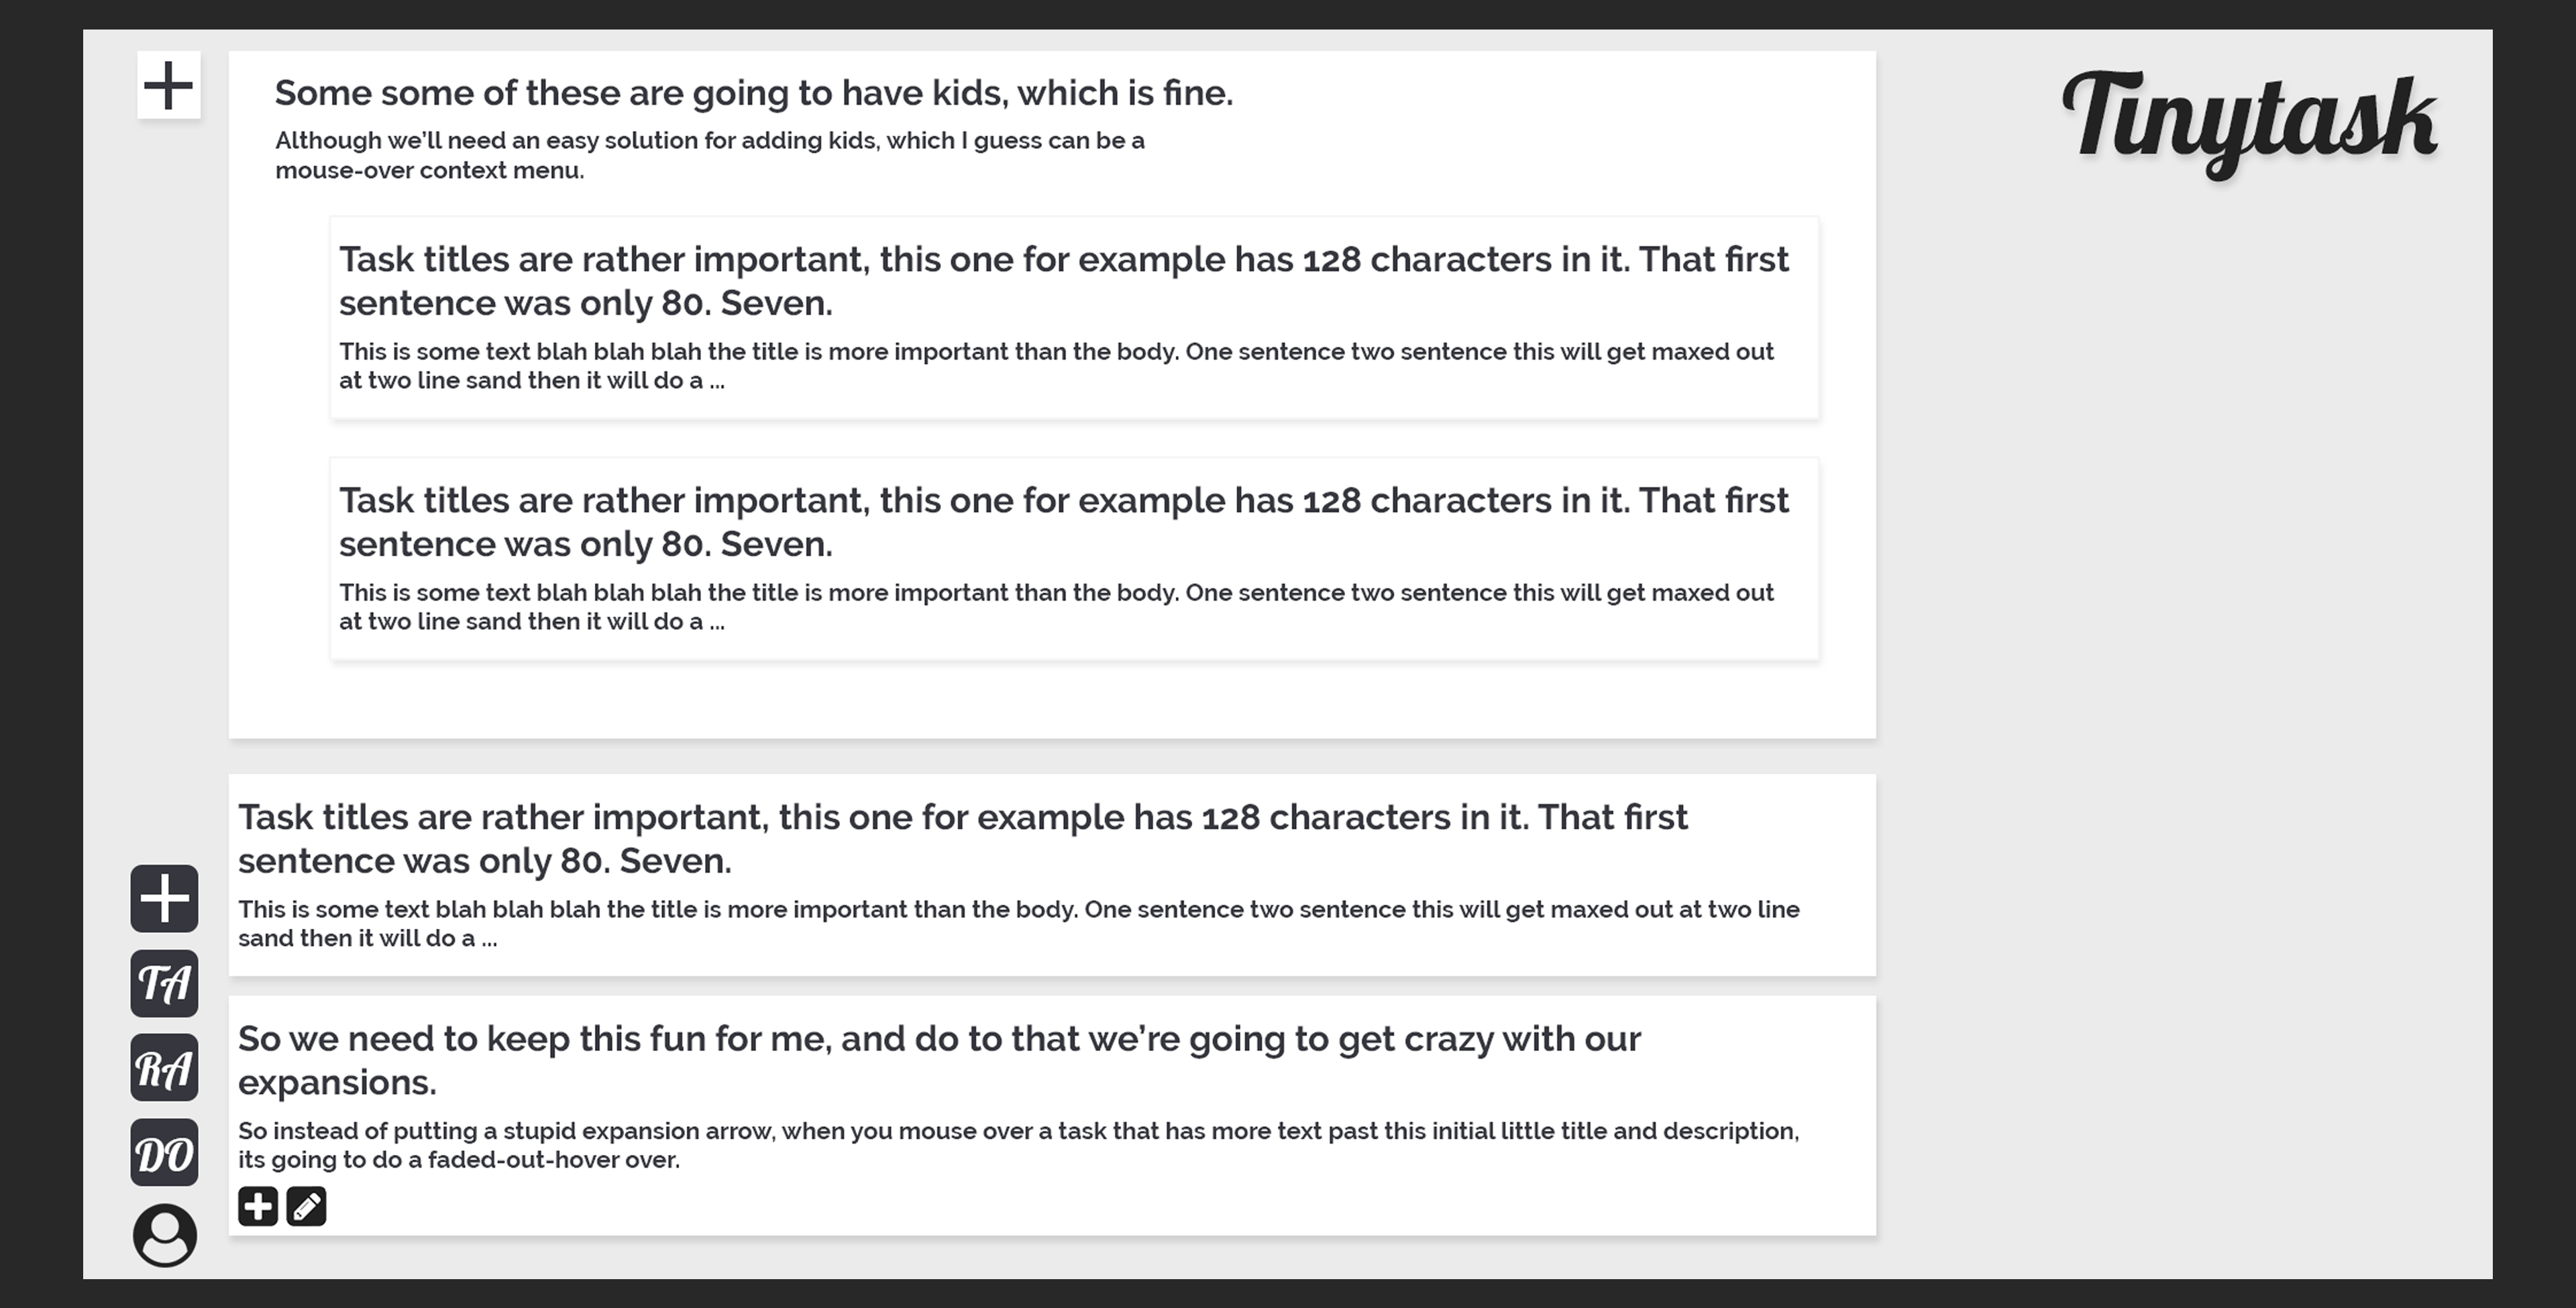 Tinytask
Some some of these are going to have kids, which is fine.
Although we’ll need an easy solution for adding kids, which I guess can be a
mouse-over context menu.
Task titles are rather important, this one for example has 128 characters in it. That first
sentence was only 80. Seven.
This is some text blah blah blah the title is more important than the body. One sentence two sentence this will get maxed out
at two line sand then it will do a ...
Task titles are rather important, this one for example has 128 characters in it. That first
sentence was only 80. Seven.
This is some text blah blah blah the title is more important than the body. One sentence two sentence this will get maxed out
at two line sand then it will do a ...
Task titles are rather important, this one for example has 128 characters in it. That first
sentence was only 80. Seven.
This is some text blah blah blah the title is more important than the body. One sentence two sentence this will get maxed out at two line
sand then it will do a ...
So we need to keep this fun for me, and do to that we’re going to get crazy with our
expansions.
So instead of putting a stupid expansion arrow, when you mouse over a task that has more text past this initial little title and description,
its going to do a faded-out-hover over.
TA
RA
DO